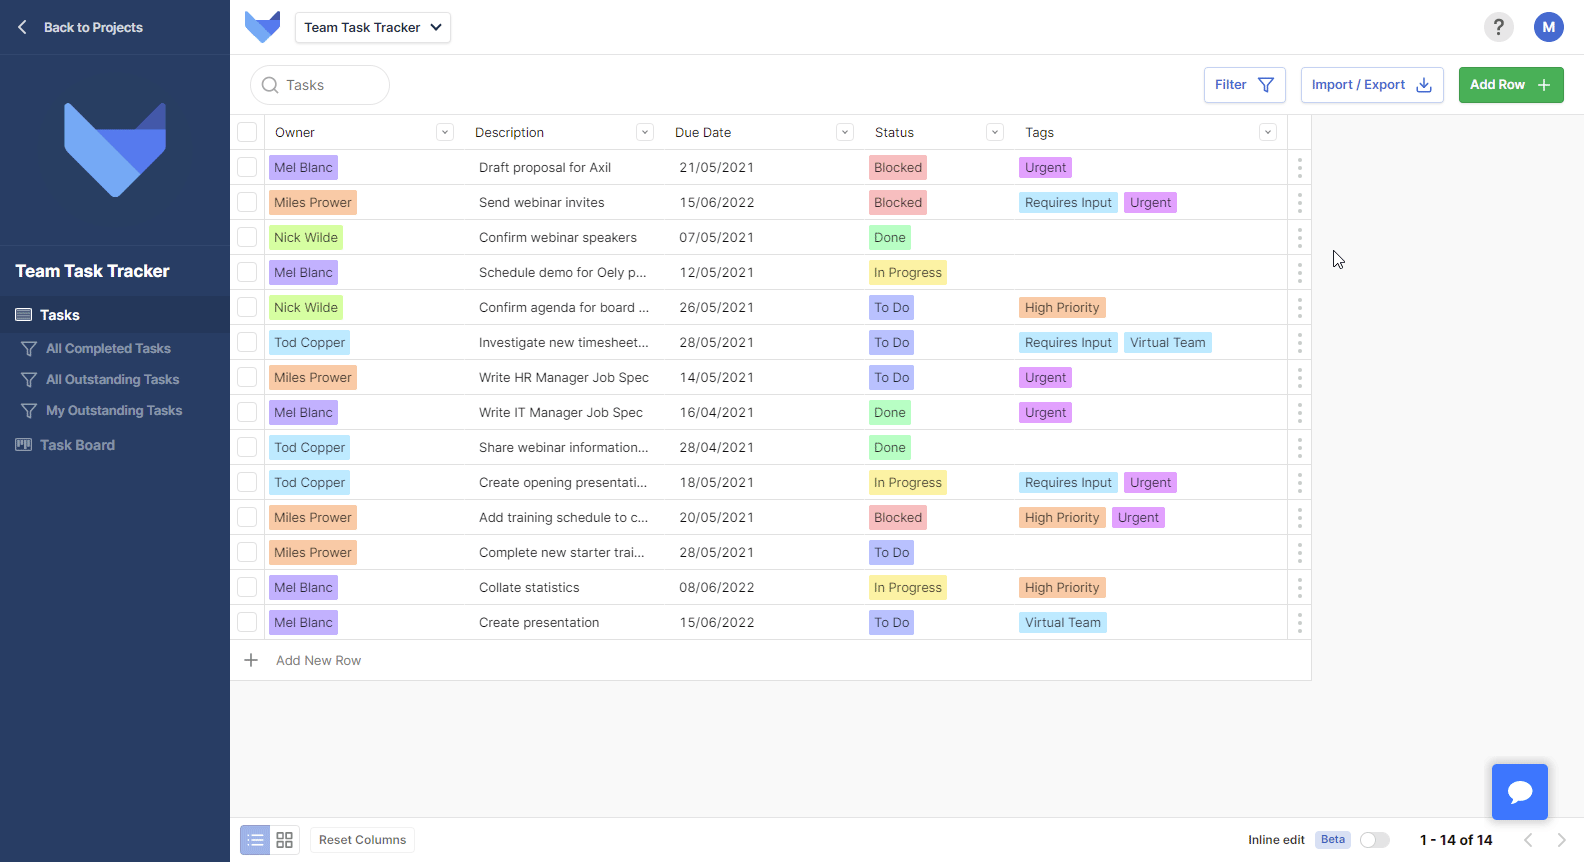 Back to Projects
Team Task Tracker
? M
Tasks
Filter Import / Export Add Row
Owner Description Due Date Status Tags
Mel Blanc Draft proposal for Axil 21/05/2021 Blocked Urgent
Miles Prower Send webinar invites 15/06/2022 Blocked Requires Input Urgent
Nick Wilde Confirm webinar speakers 07/05/2021 Done
Mel Blanc Schedule demo for Oely p... 12/05/2021 In Progress
Nick Wilde Confirm agenda for board ... 26/05/2021 To Do High Priority
Tod Copper Investigate new timesheet... 28/05/2021 To Do Requires Input Virtual Team
Miles Prower Write HR Manager Job Spec 14/05/2021 To Do Urgent
Mel Blanc Write IT Manager Job Spec 16/04/2021 Done Urgent
Tod Copper Share webinar information... 28/04/2021 Done
Tod Copper Create opening presentati... 18/05/2021 In Progress Requires Input Urgent
Miles Prower Add training schedule to c... 20/05/2021 Blocked High Priority Urgent
Miles Prower Complete new starter trai... 28/05/2021 To Do
Mel Blanc Collate statistics 08/06/2022 In Progress High Priority
Mel Blanc Create presentation 15/06/2022 To Do Virtual Team
Add New Row
Team Task Tracker
Tasks
All Completed Tasks
All Outstanding Tasks
My Outstanding Tasks
Task Board
Reset Columns
Inline edit Beta 1 - 14 of 14